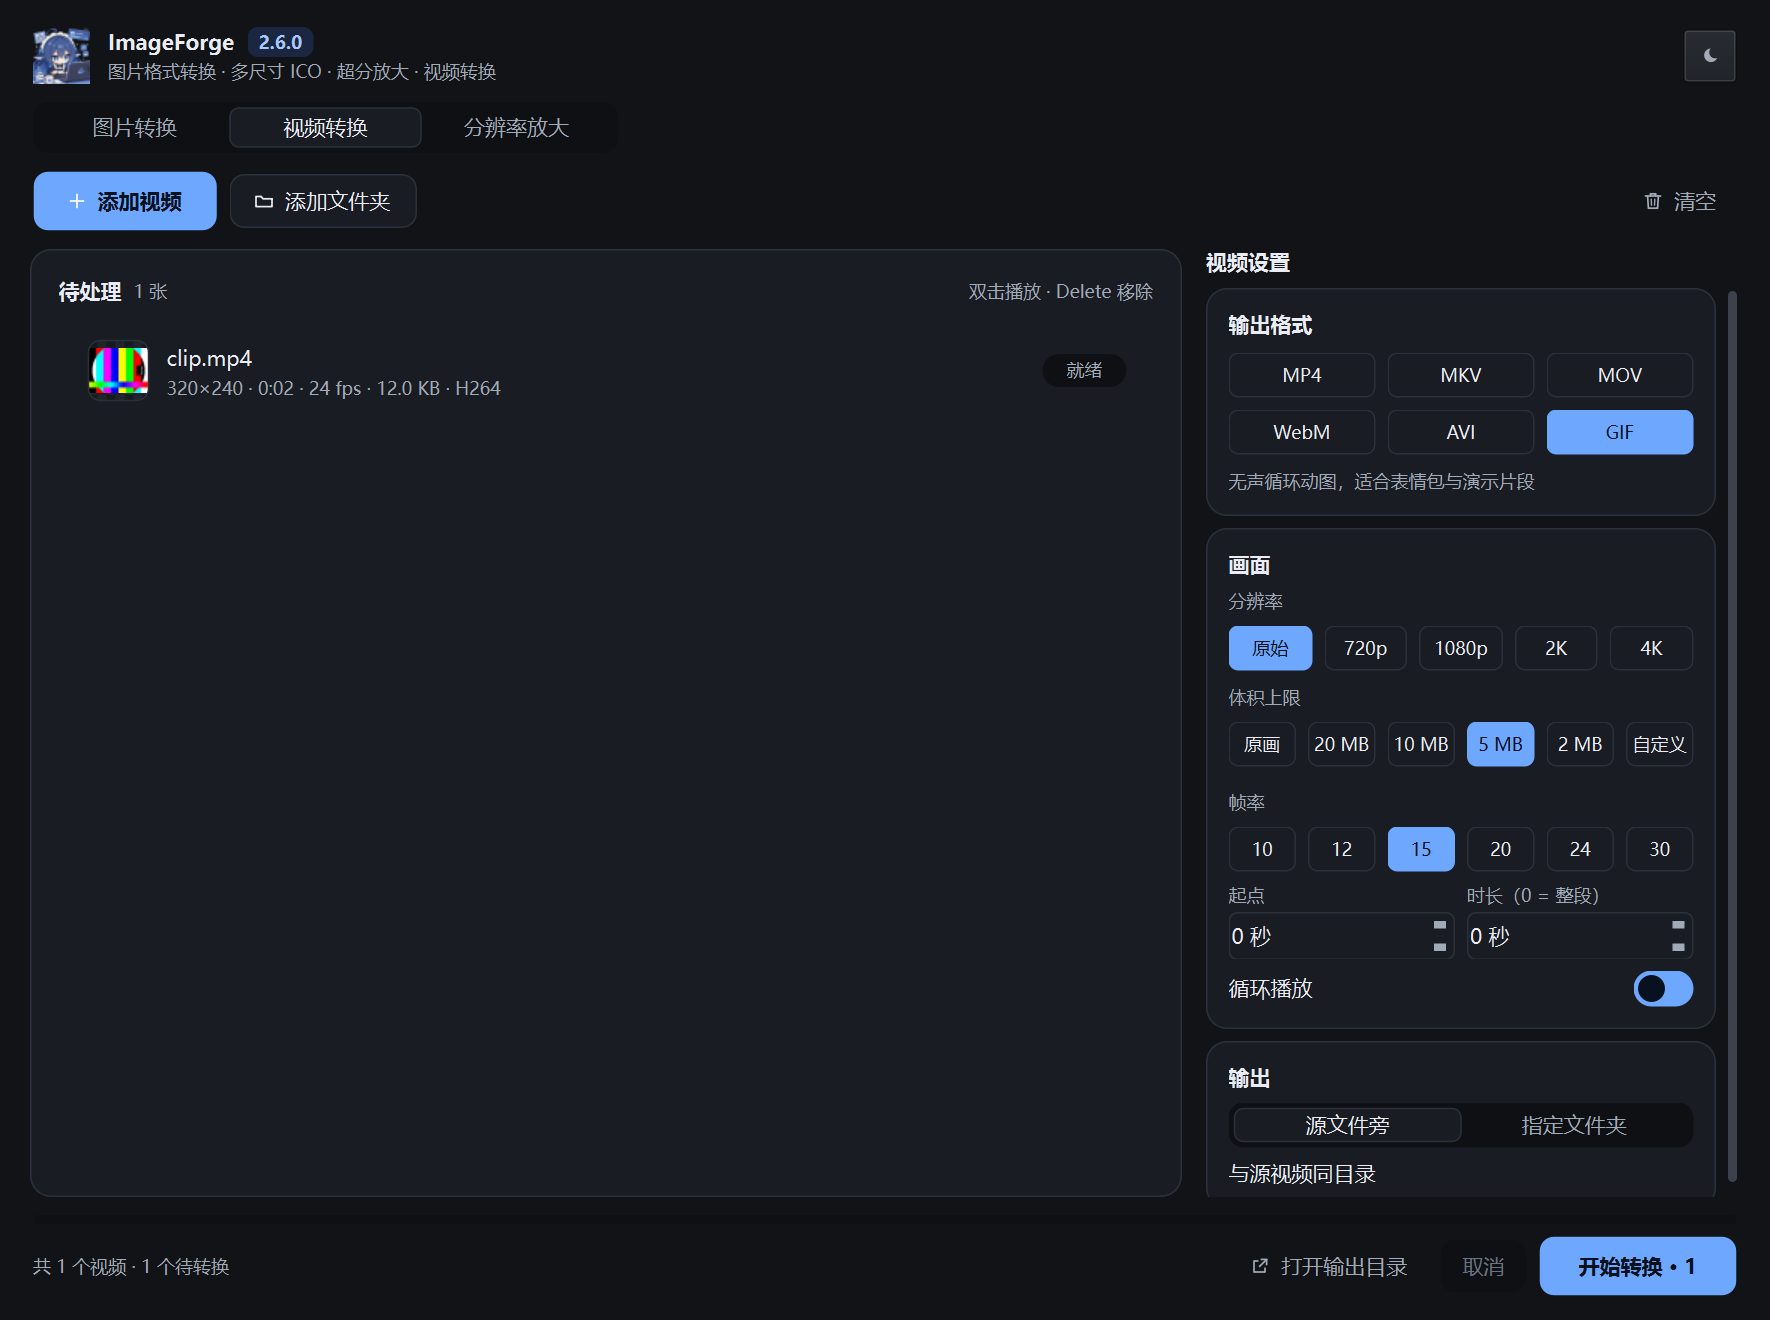 ImageForge 2.6.0
图片格式转换 · 多尺寸 ICO · 超分放大 · 视频转换
图片转换 视频转换 分辨率放大
添加视频 添加文件夹 清空
待处理 1 张 双击播放 · Delete 移除
clip.mp4
320×240 · 0:02 · 24 fps · 12.0 KB · H264
就绪
视频设置
输出格式
MP4 MKV MOV
WebM AVI GIF
无声循环动图，适合表情包与演示片段
画面
分辨率
原始 720p 1080p 2K 4K
体积上限
原画 20 MB 10 MB 5 MB 2 MB 自定义
帧率
10 12 15 20 24 30
起点 时长（0 = 整段）
0 秒 0 秒
循环播放
输出
源文件旁 指定文件夹
与源视频同目录
共 1 个视频 · 1 个待转换 打开输出目录 取消 开始转换 • 1